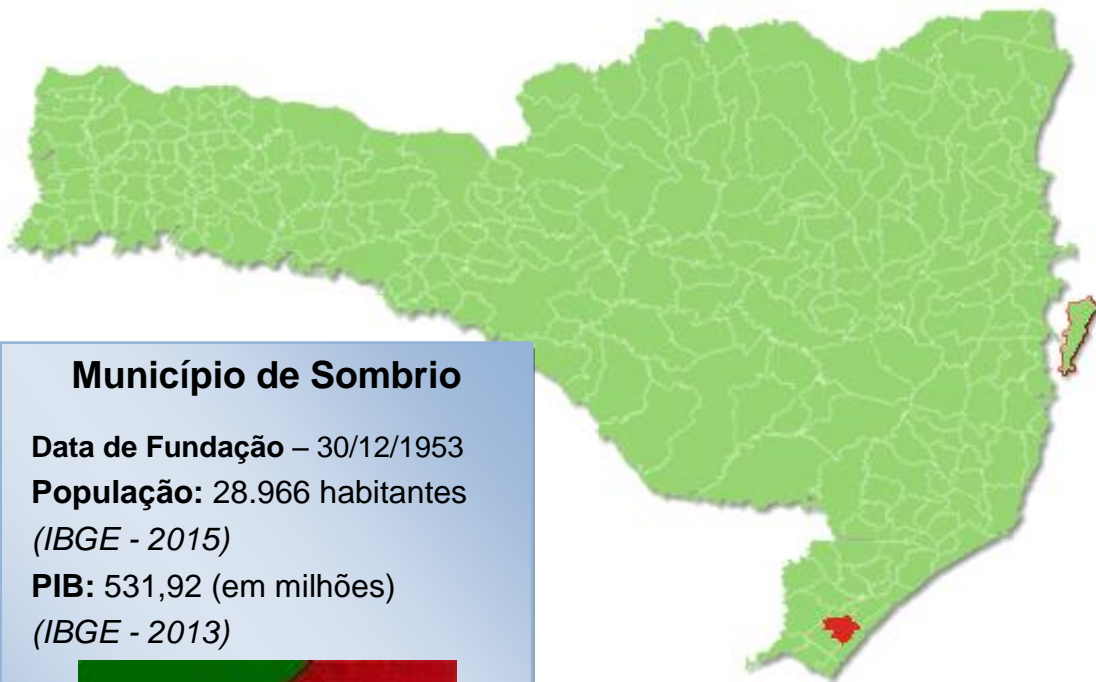 Município de Sombrio
Data de Fundação – 30/12/1953
População: 28.966 habitantes
(IBGE - 2015)
PIB: 531,92 (em milhões)
(IBGE - 2013)